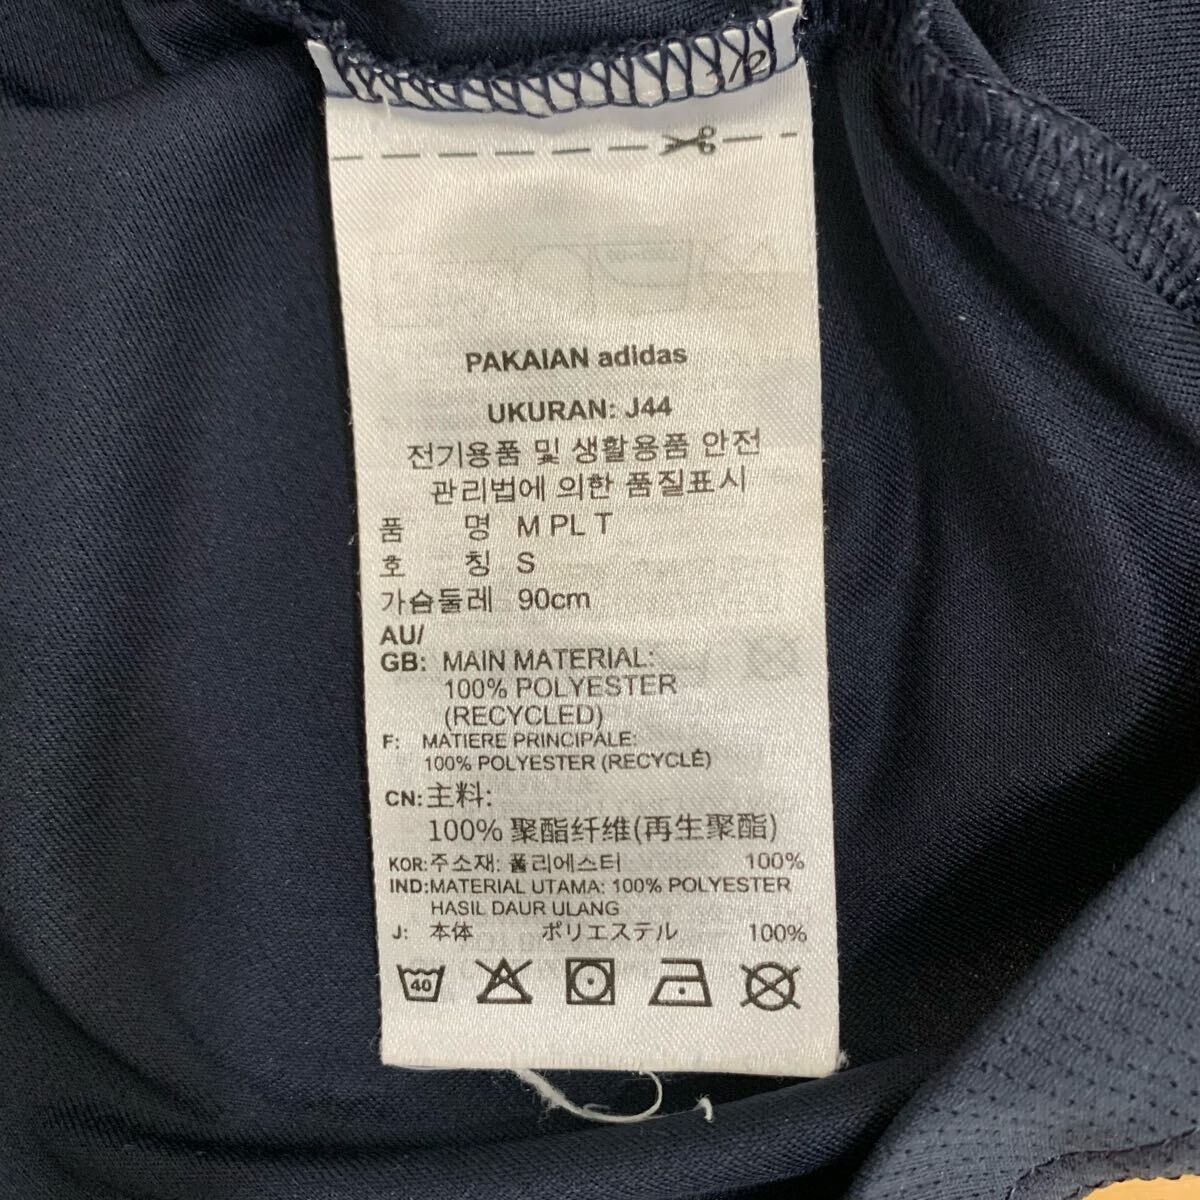 PAKAIAN adidas
UKURAN: J44
전기용품 및 생활용품 안전
관리법에 의한 품질표시
품 명 M PL T
호 칭 S
가슴둘레 90cm
AU/
GB: MAIN MATERIAL:
100% POLYESTER
(RECYCLED)
F: MATIERE PRINCIPALE:
100% POLYESTER (RECYCLÉ)
CN: 主料:
100% 聚酯纤维(再生聚酯)
KOR: 주소재: 폴리에스터 100%
IND: MATERIAL UTAMA: 100% POLYESTER
HASIL DAUR ULANG
J: 本体 ポリエステル 100%
40